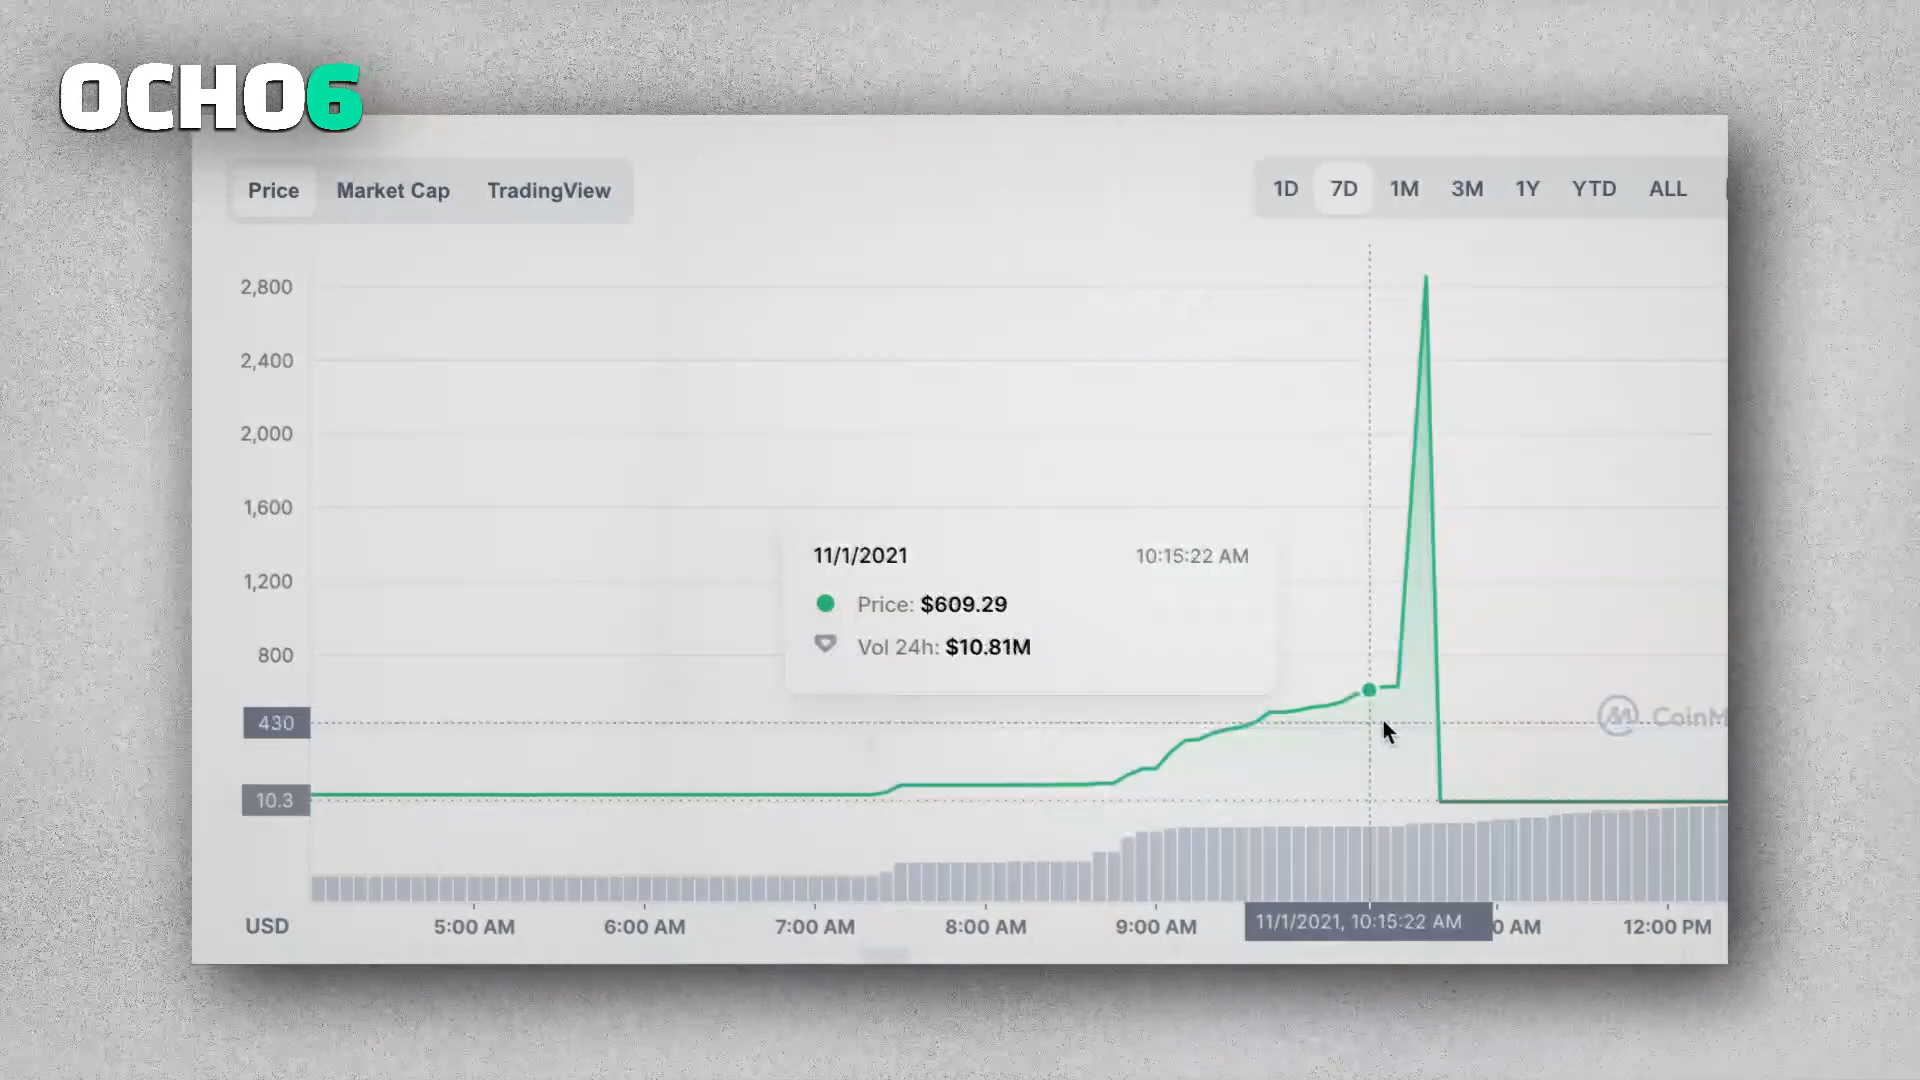 OCHO6
Price Market Cap TradingView
1D 7D 1M 3M 1Y YTD ALL
2,800
2,400
2,000
1,600
1,200
11/1/2021 10:15:22 AM
Price: $609.29
Vol 24h: $10.81M
800
430
CoinM
10.3
USD 5:00 AM 6:00 AM 7:00 AM 8:00 AM 9:00 AM 11/1/2021, 10:15:22 AM 0 AM 12:00 PM